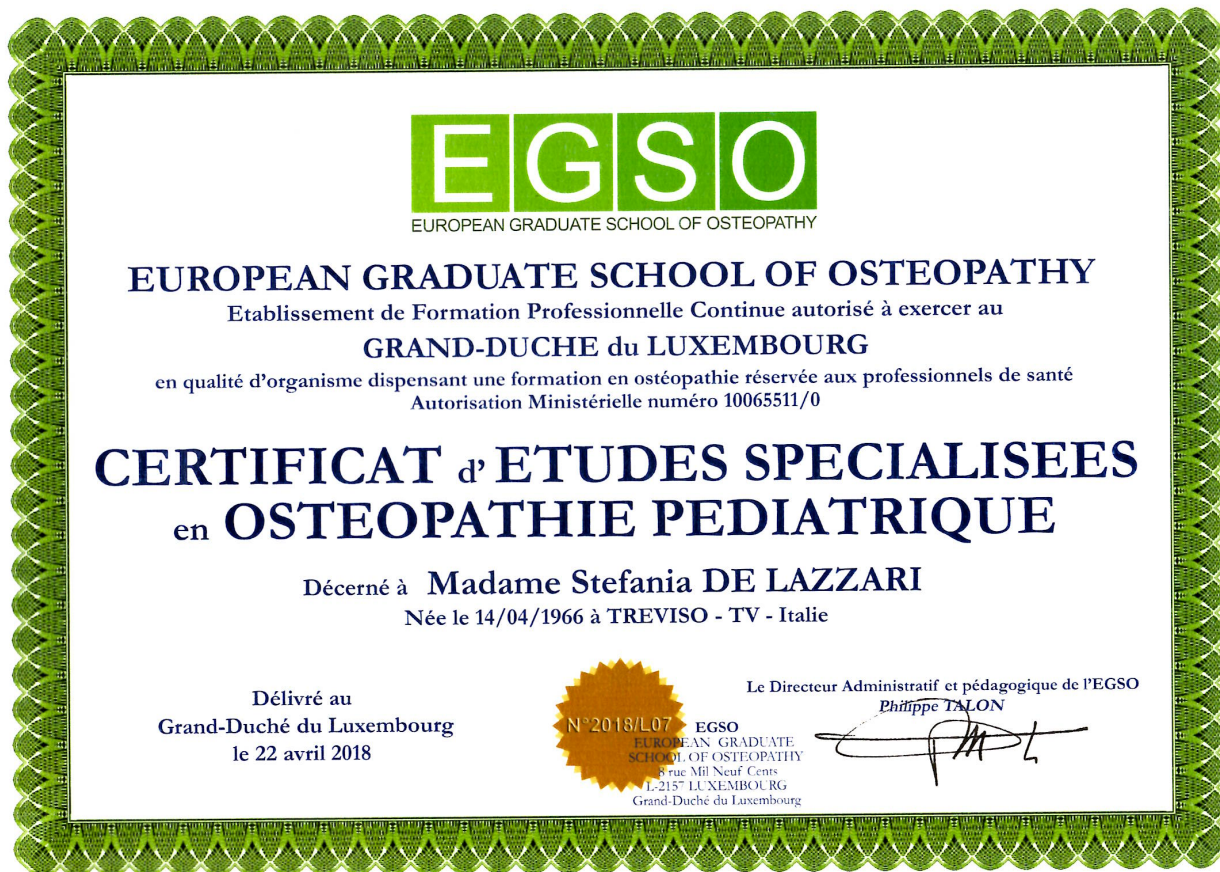 EGSO
EUROPEAN GRADUATE SCHOOL OF OSTEOPATHY
EUROPEAN GRADUATE SCHOOL OF OSTEOPATHY
Etablissement de Formation Professionnelle Continue autorisé à exercer au
GRAND-DUCHE du LUXEMBOURG
en qualité d'organisme dispensant une formation en ostéopathie réservée aux professionnels de santé
Autorisation Ministérielle numéro 10065511/0
CERTIFICAT d' ETUDES SPECIALISEES
en OSTEOPATHIE PEDIATRIQUE
Décerné à Madame Stefania DE LAZZARI
Née le 14/04/1966 à TREVISO - TV - Italie
Délivré au
Grand-Duché du Luxembourg
le 22 avril 2018
N°2018/L07
EGSO
EUROPEAN GRADUATE
SCHOOL OF OSTEOPATHY
8 rue Mil Neuf Cents
L-2157 LUXEMBOURG
Grand-Duché du Luxembourg
Le Directeur Administratif et pédagogique de l'EGSO
Philippe TALON